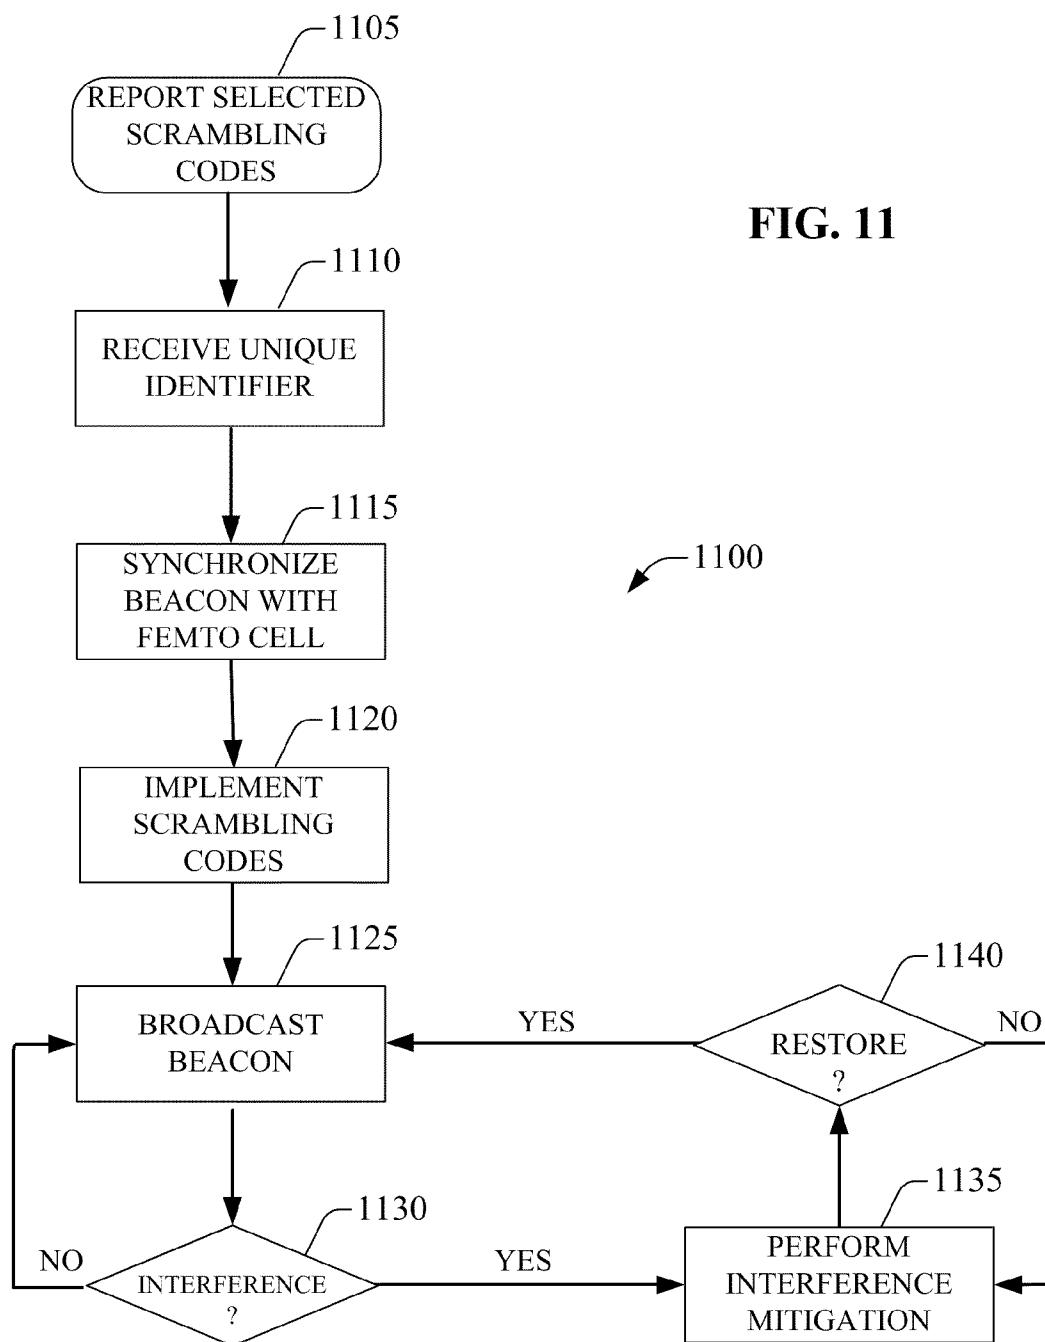 1105
REPORT SELECTED
SCRAMBLING
CODES
FIG. 11
1110
RECEIVE UNIQUE
IDENTIFIER
1115
SYNCHRONIZE
BEACON WITH
FEMTO CELL
1100
1120
IMPLEMENT
SCRAMBLING
CODES
1125
BROADCAST
BEACON
YES
1140
RESTORE
?
NO
1130
INTERFERENCE
?
NO
YES
1135
PERFORM
INTERFERENCE
MITIGATION